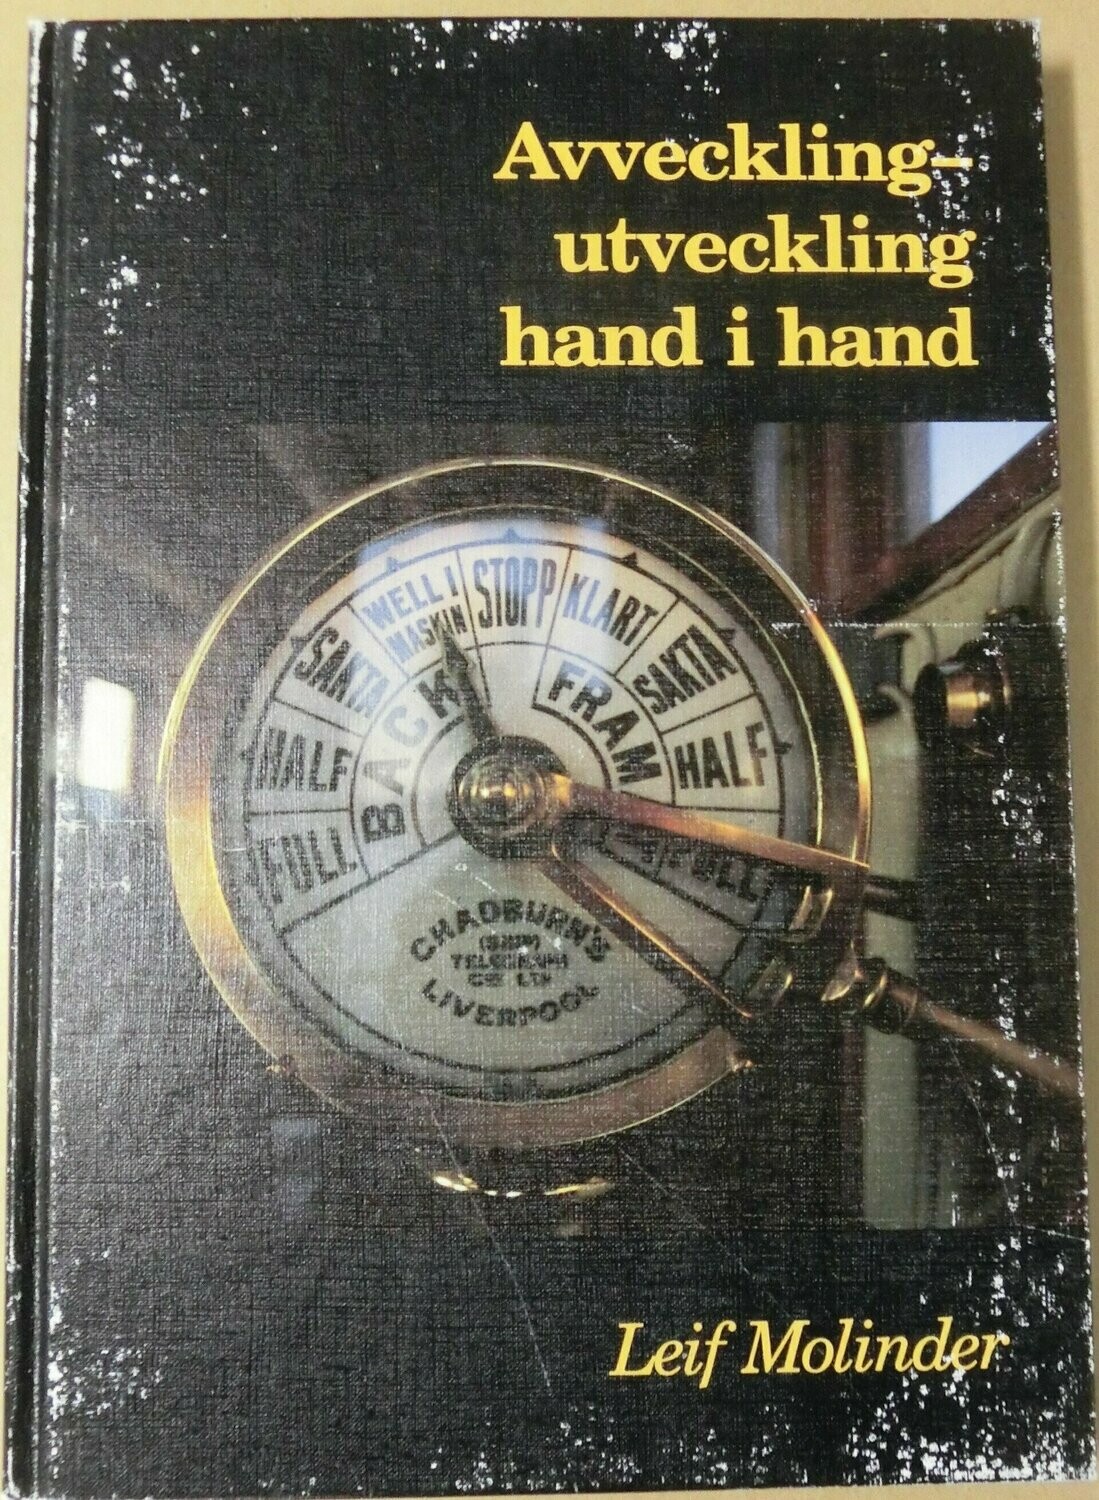 Avveckling-
utveckling
hand i hand
FULL
HALF
SAKTA
WELL I
MASKIN
STOPP
KLART
SAKTA
HALF
FULL
BACK
FRAM
CHADBURN'S
(SHIP)
TELEGRAPH
CO LTD
LIVERPOOL
Leif Molinder